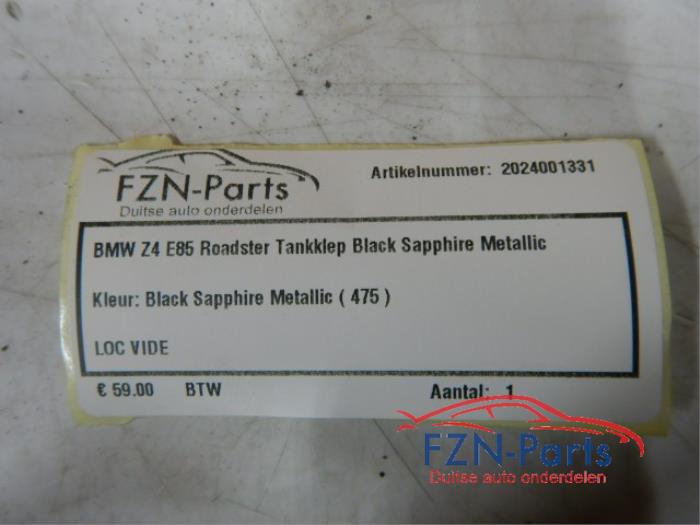 FZN-Parts
Duitse auto onderdelen
Artikelnummer: 2024001331
BMW Z4 E85 Roadster Tankklep Black Sapphire Metallic
Kleur: Black Sapphire Metallic ( 475 )
LOC VIDE
€ 59.00 BTW Aantal: 1
FZN-Parts
Duitse auto onderdelen